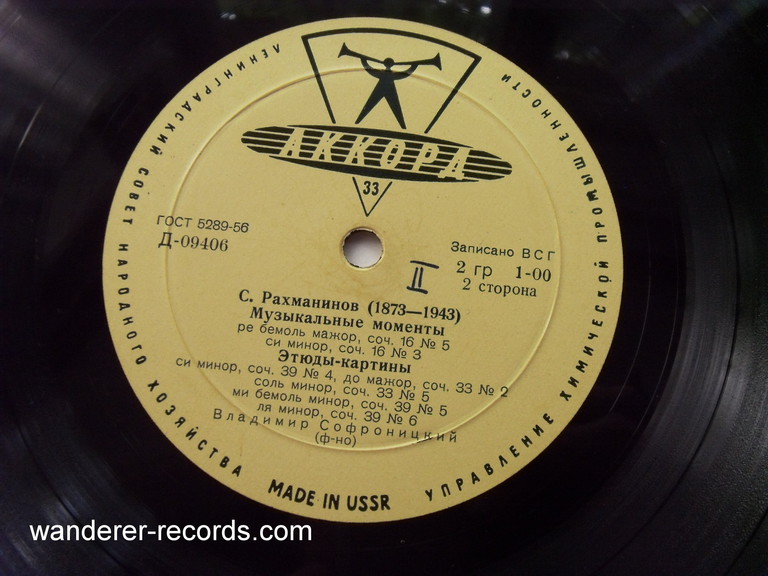 ЛЕНИНГРАДСКИЙ СОВЕТ НАРОДНОГО ХОЗЯЙСТВА
УПРАВЛЕНИЕ ХИМИЧЕСКОЙ ПРОМЫШЛЕННОСТИ
АККОРД
33
ГОСТ 5289-56
Д-09406
Записано ВСГ
II
2 гр 1-00
2 сторона
С. Рахманинов (1873—1943)
Музыкальные моменты
ре бемоль мажор, соч. 16 № 5
си минор, соч. 16 № 3
Этюды-картины
си минор, соч. 39 № 4, до мажор, соч. 33 № 2
соль минор, соч. 33 № 5
ми бемоль минор, соч. 39 № 5
ля минор, соч. 39 № 6
Владимир Софроницкий
(ф-но)
MADE IN USSR
wanderer-records.com